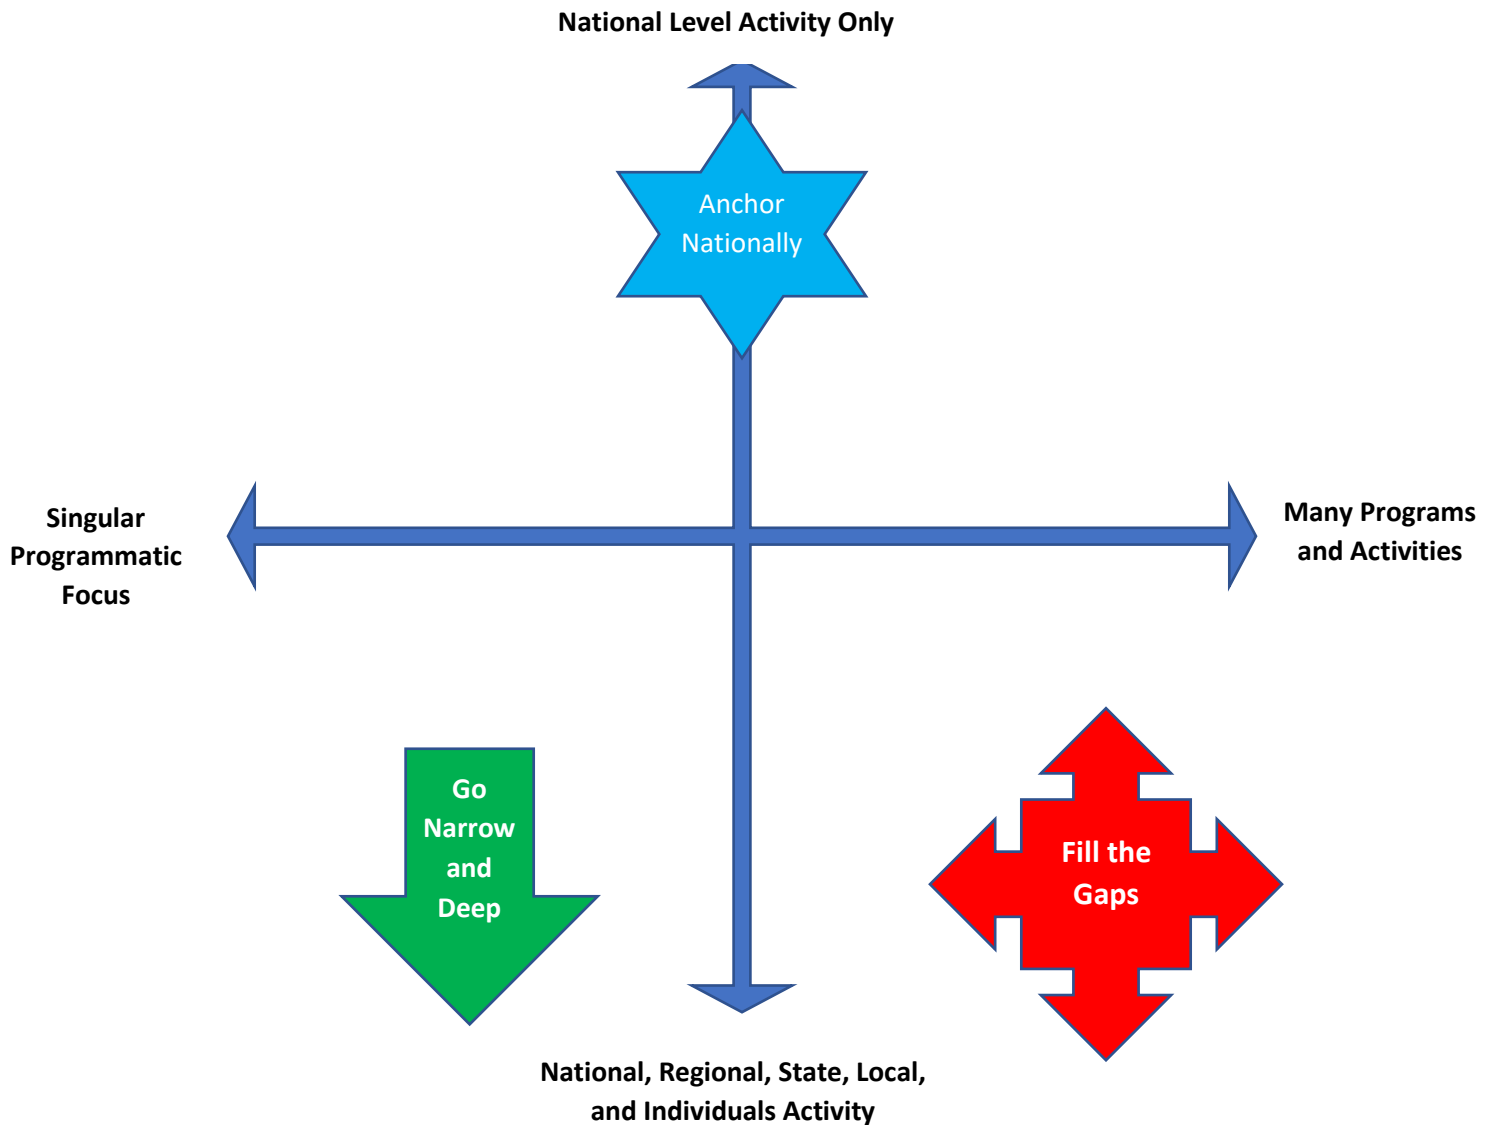 National Level Activity Only
Anchor
Nationally
Singular
Programmatic
Focus
Many Programs
and Activities
Go
Narrow
and
Deep
Fill the
Gaps
National, Regional, State, Local,
and Individuals Activity